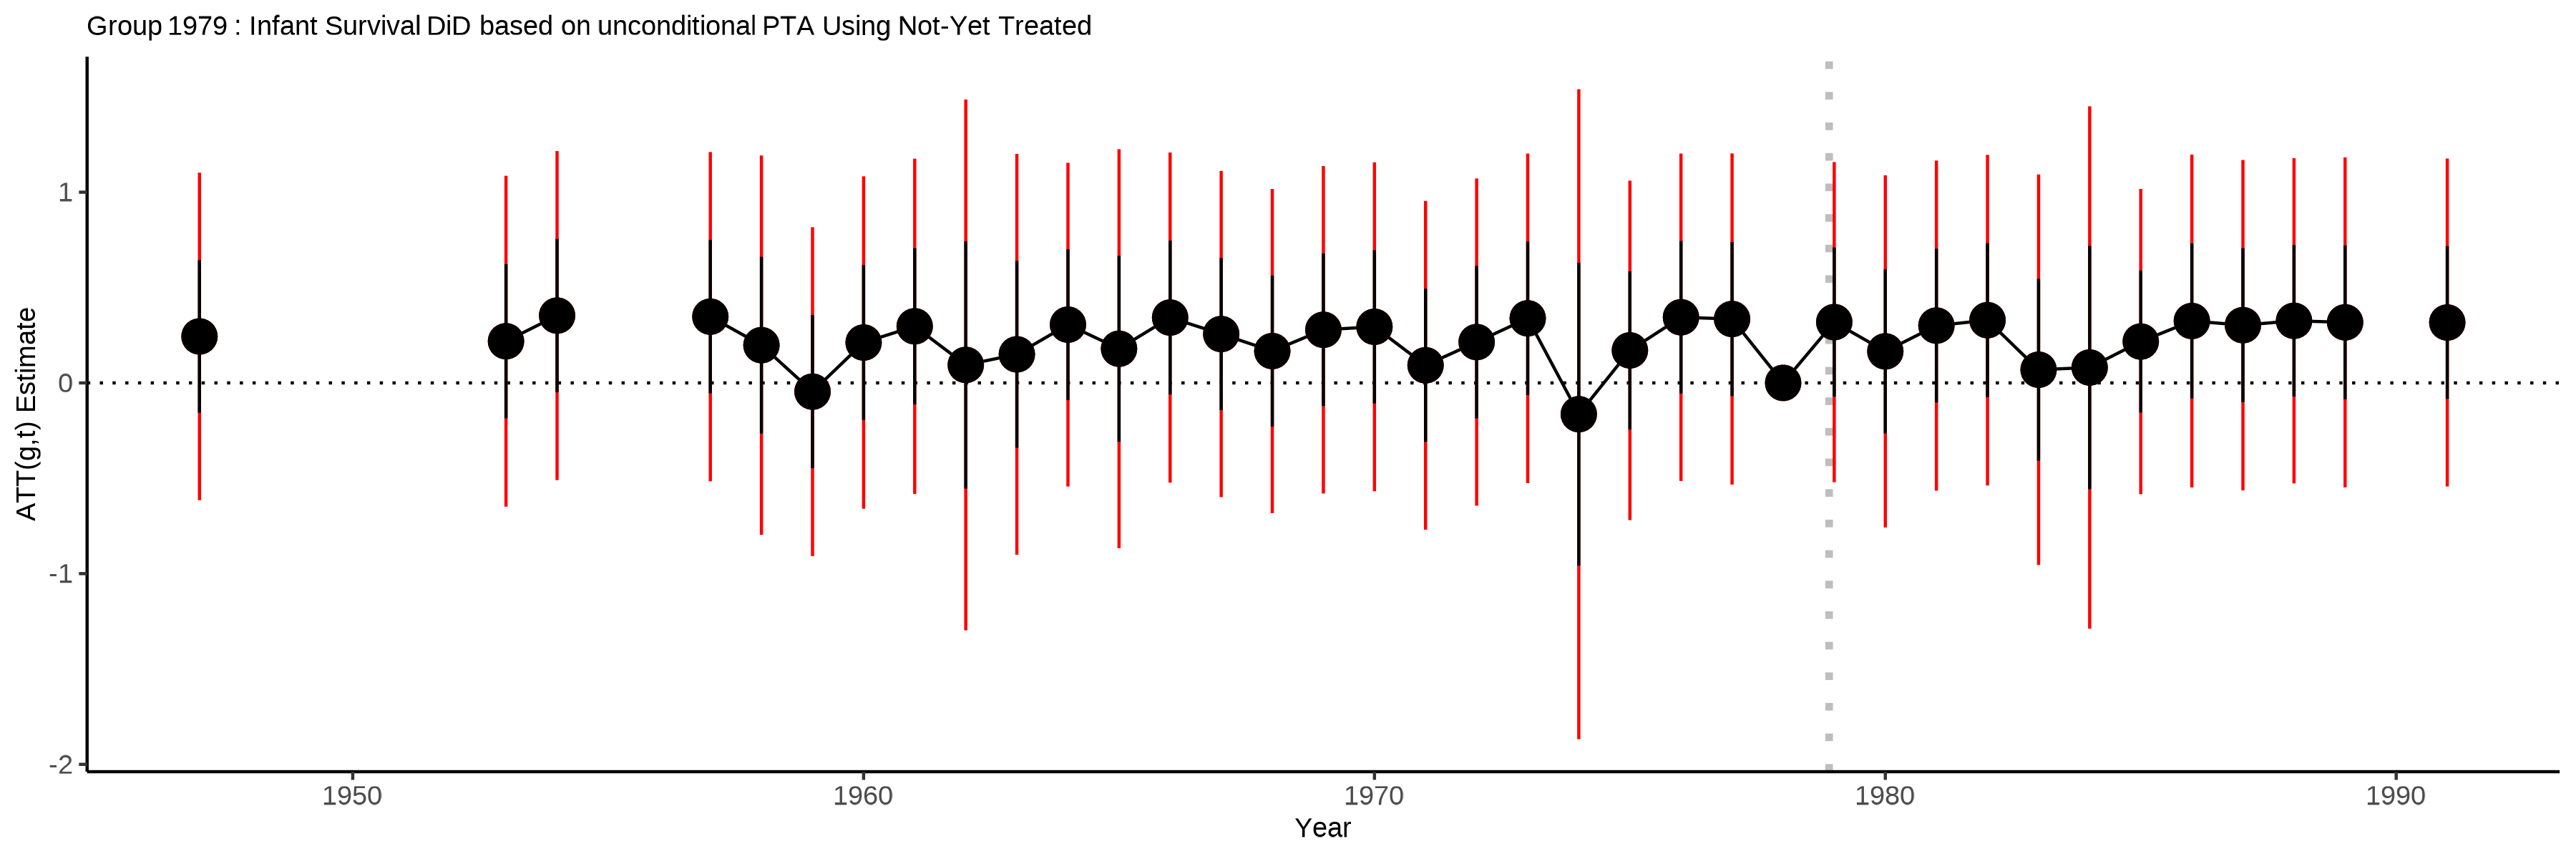 Group 1979 : Infant Survival DiD based on unconditional PTA Using Not-Yet Treated
ATT(g,t) Estimate
1
0
-1
-2
1950 1960 1970 1980 1990
Year